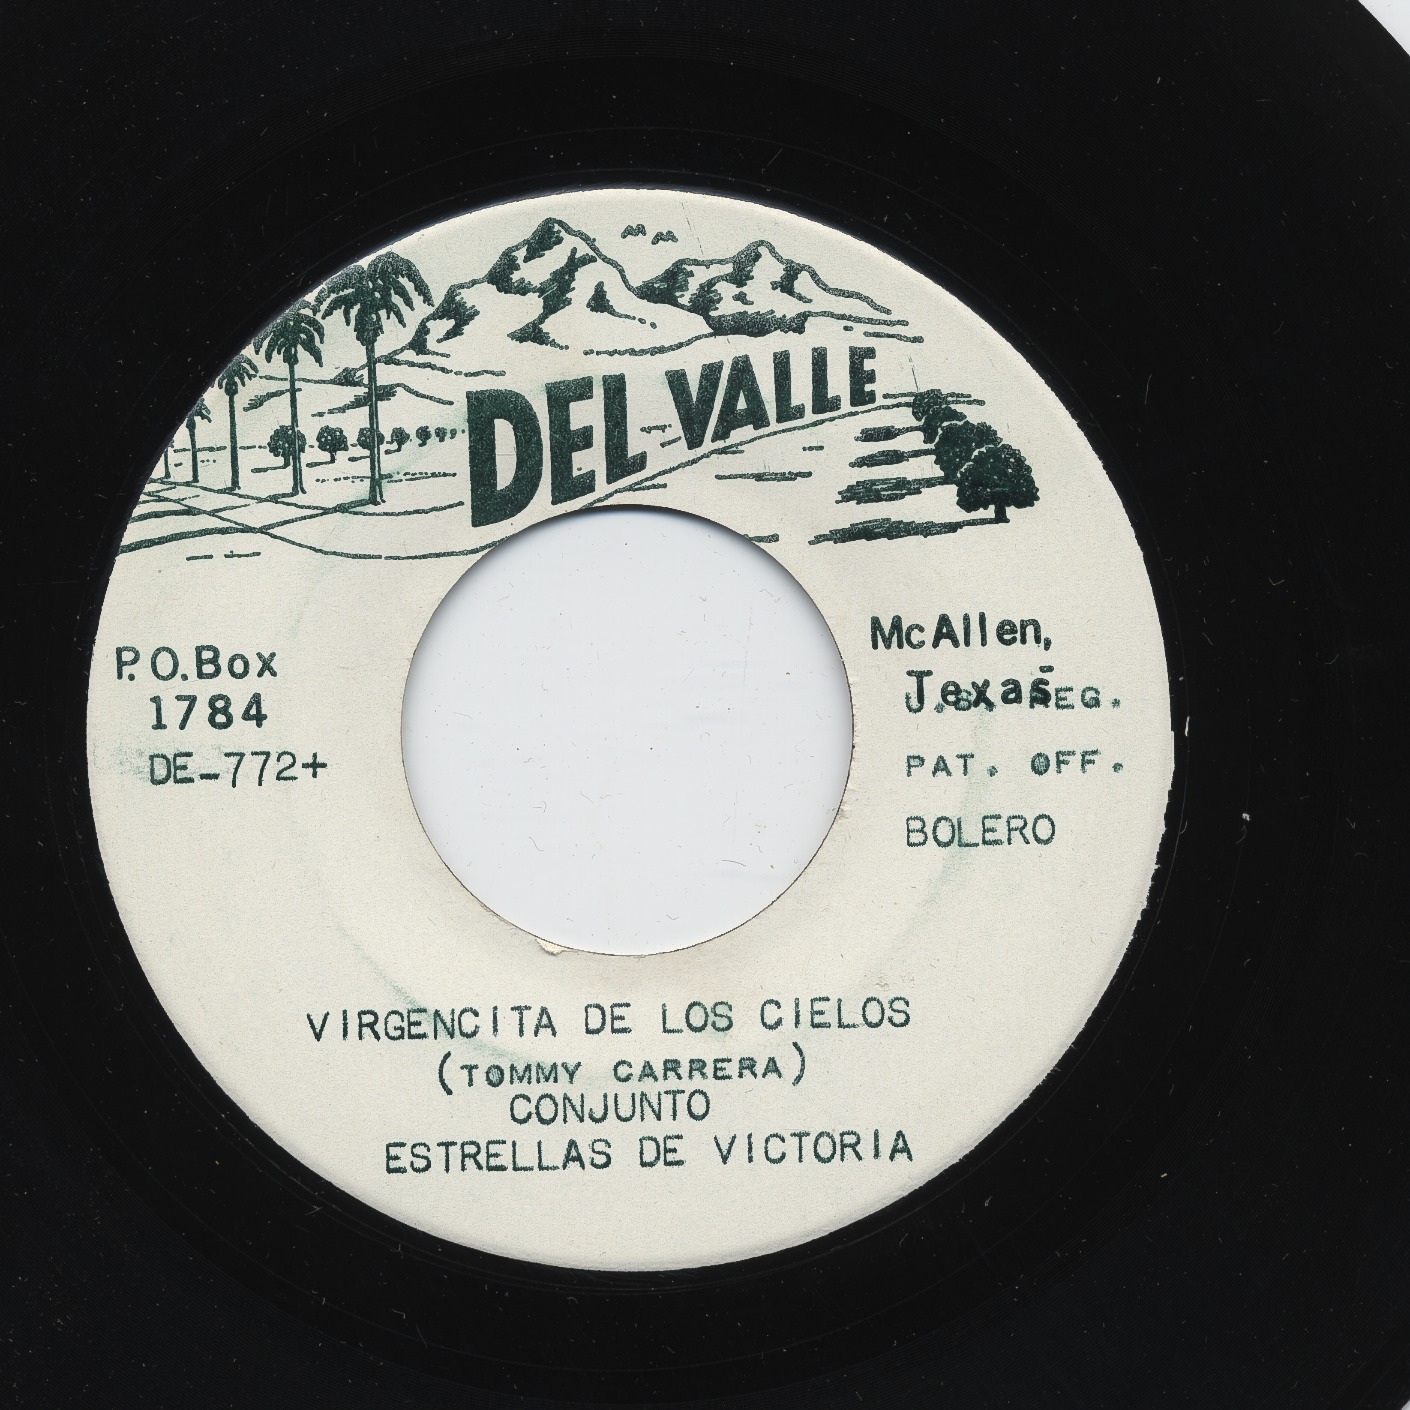 DEL VALLE
P.O.Box
1784
DE-772+
McAllen,
Texas
U.S. REG.
PAT. OFF.
BOLERO
VIRGENCITA DE LOS CIELOS
(TOMMY CARRERA)
CONJUNTO
ESTRELLAS DE VICTORIA